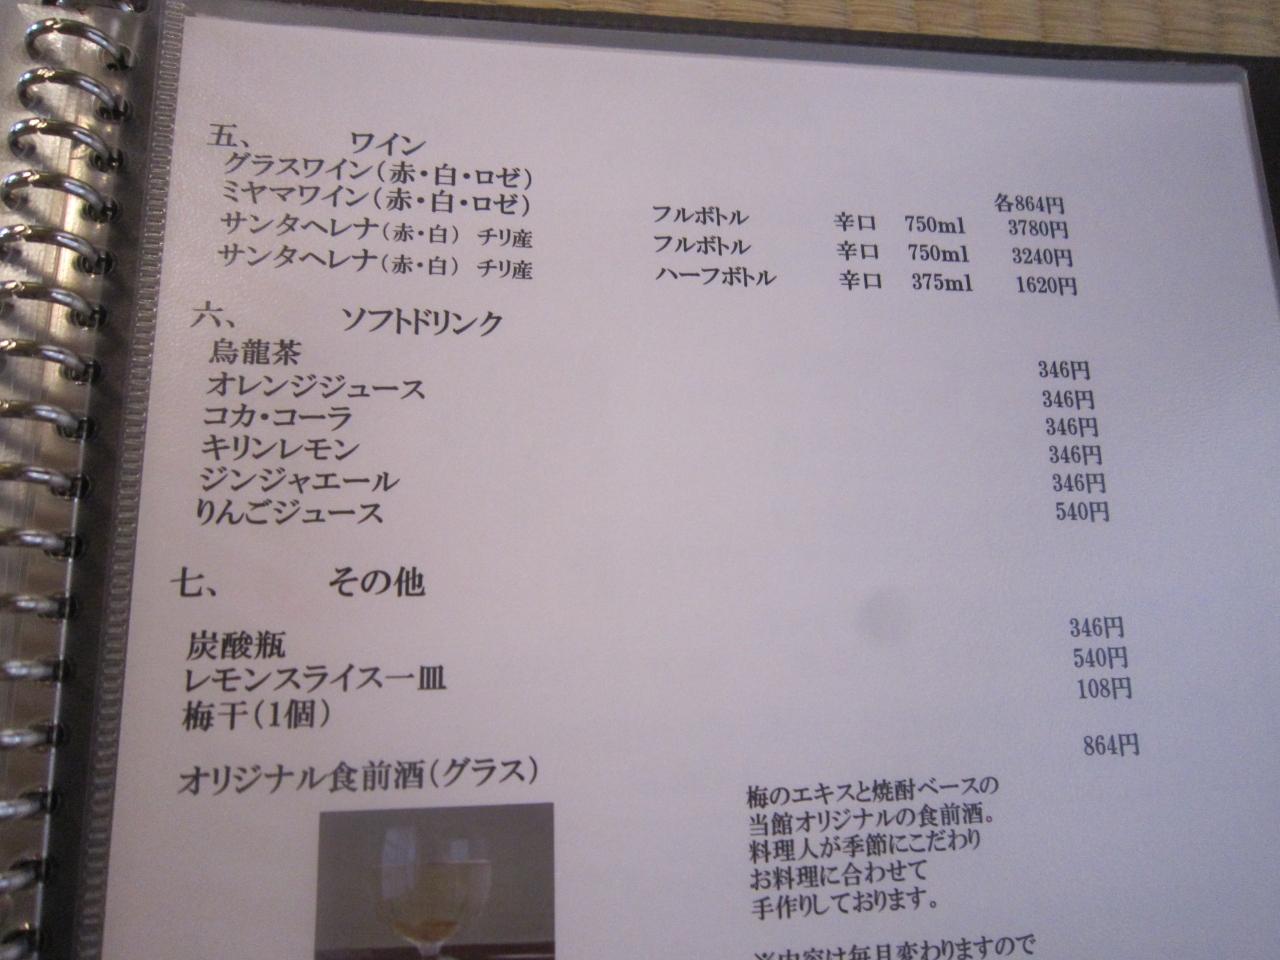 五、 ワイン
グラスワイン(赤・白・ロゼ) 各864円
ミヤマワイン(赤・白・ロゼ) フルボトル 辛口 750ml 3780円
サンタヘレナ(赤・白) チリ産 フルボトル 辛口 750ml 3240円
サンタヘレナ(赤・白) チリ産 ハーフボトル 辛口 375ml 1620円
六、 ソフトドリンク
烏龍茶 346円
オレンジジュース 346円
コカ・コーラ 346円
キリンレモン 346円
ジンジャエール 346円
りんごジュース 540円
七、 その他
炭酸瓶 346円
レモンスライス一皿 540円
梅干(1個) 108円
オリジナル食前酒(グラス) 864円
梅のエキスと焼酎ベースの
当館オリジナルの食前酒。
料理人が季節にこだわり
お料理に合わせて
手作りしております。
※内容は毎月変わりますので